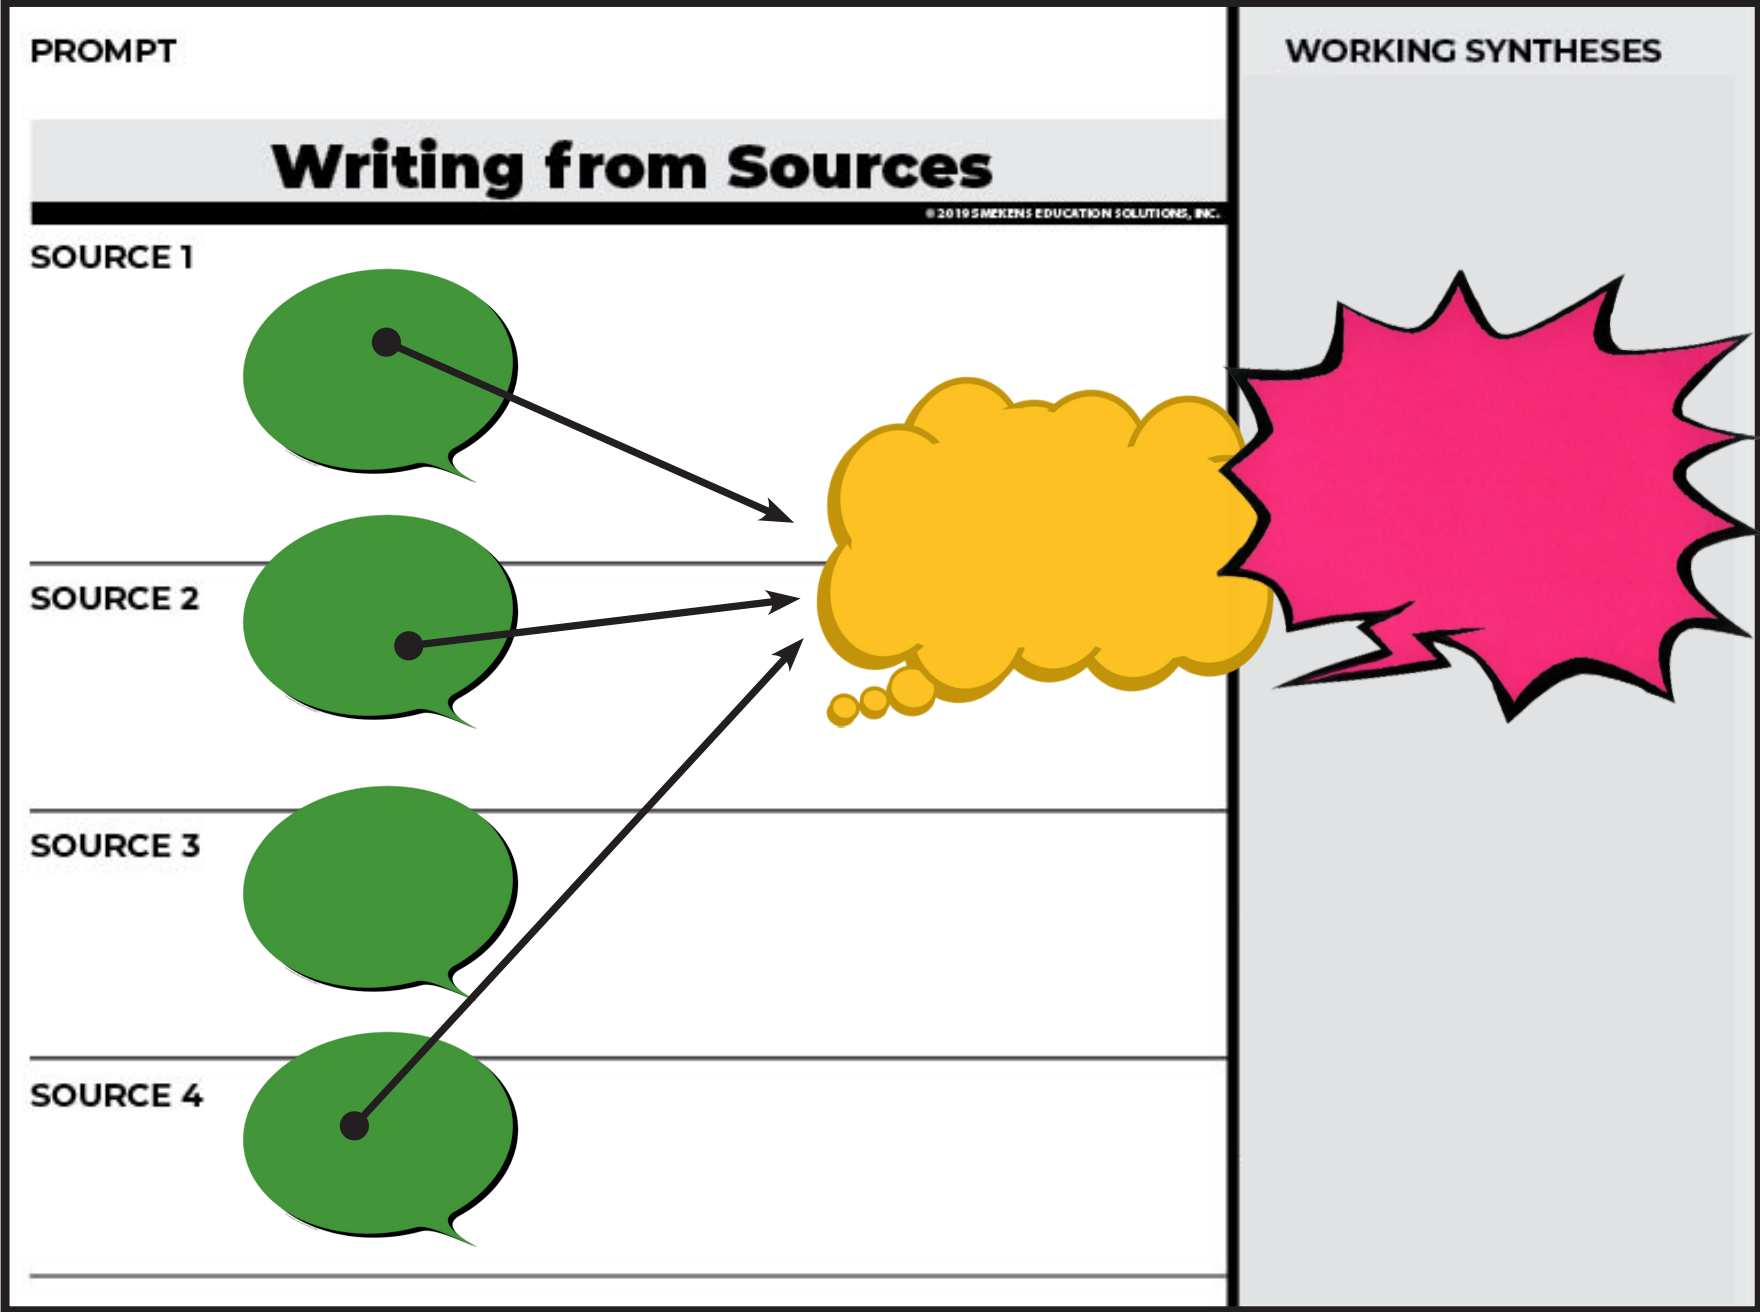 PROMPT
WORKING SYNTHESES
Writing from Sources
© 2019 SMEKENS EDUCATION SOLUTIONS, INC.
SOURCE 1
SOURCE 2
SOURCE 3
SOURCE 4